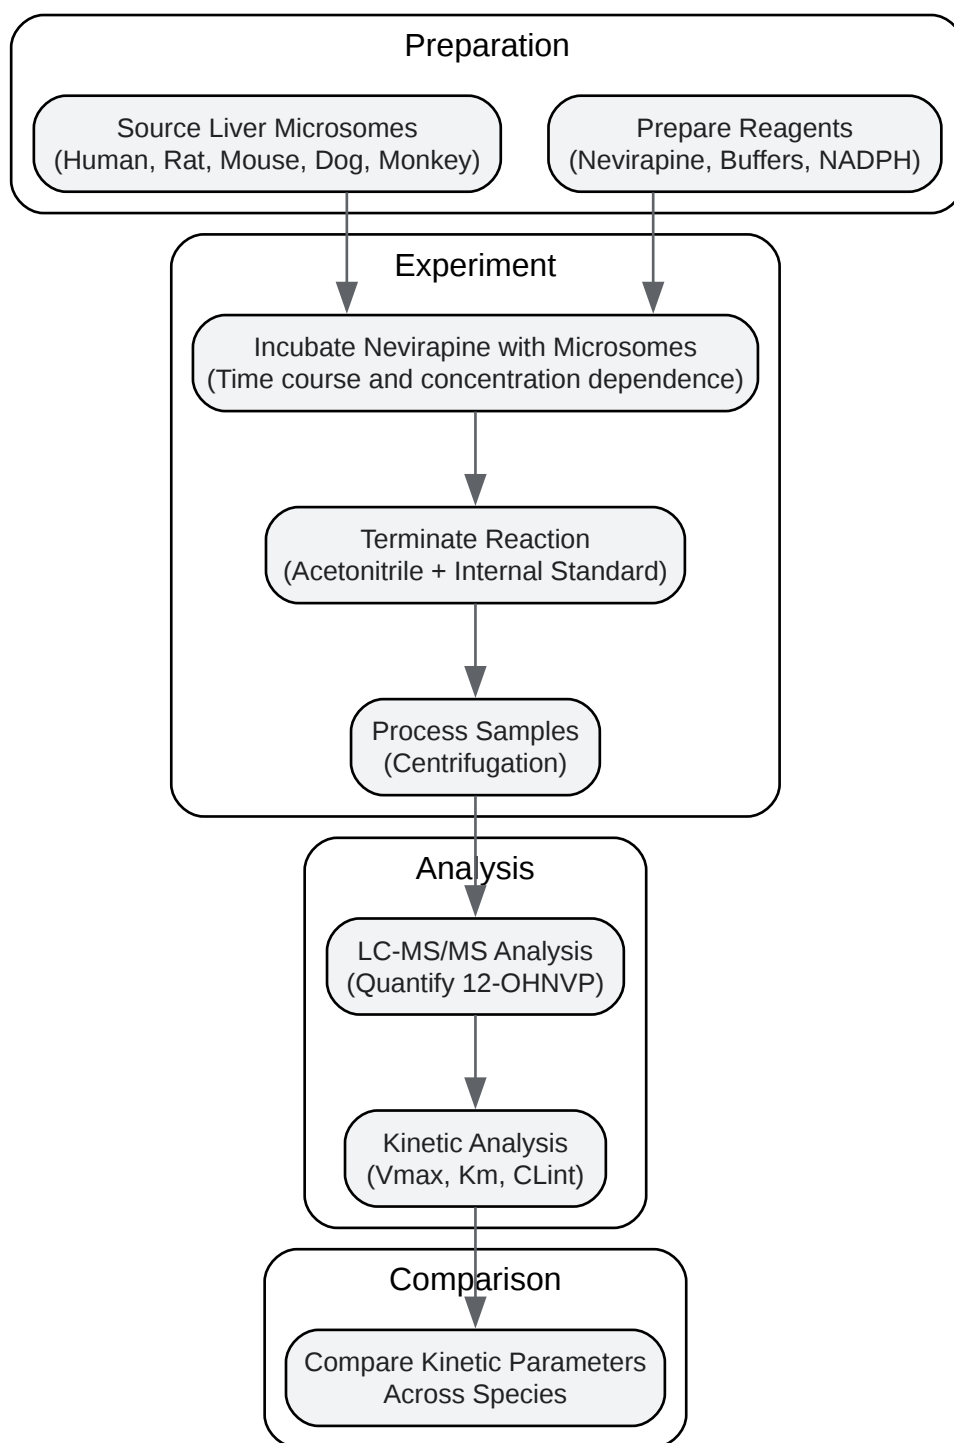 Preparation
Source Liver Microsomes
(Human, Rat, Mouse, Dog, Monkey)
Prepare Reagents
(Nevirapine, Buffers, NADPH)
Experiment
Incubate Nevirapine with Microsomes
(Time course and concentration dependence)
Terminate Reaction
(Acetonitrile + Internal Standard)
Process Samples
(Centrifugation)
Analysis
LC-MS/MS Analysis
(Quantify 12-OHNVP)
Kinetic Analysis
(Vmax, Km, CLint)
Comparison
Compare Kinetic Parameters
Across Species